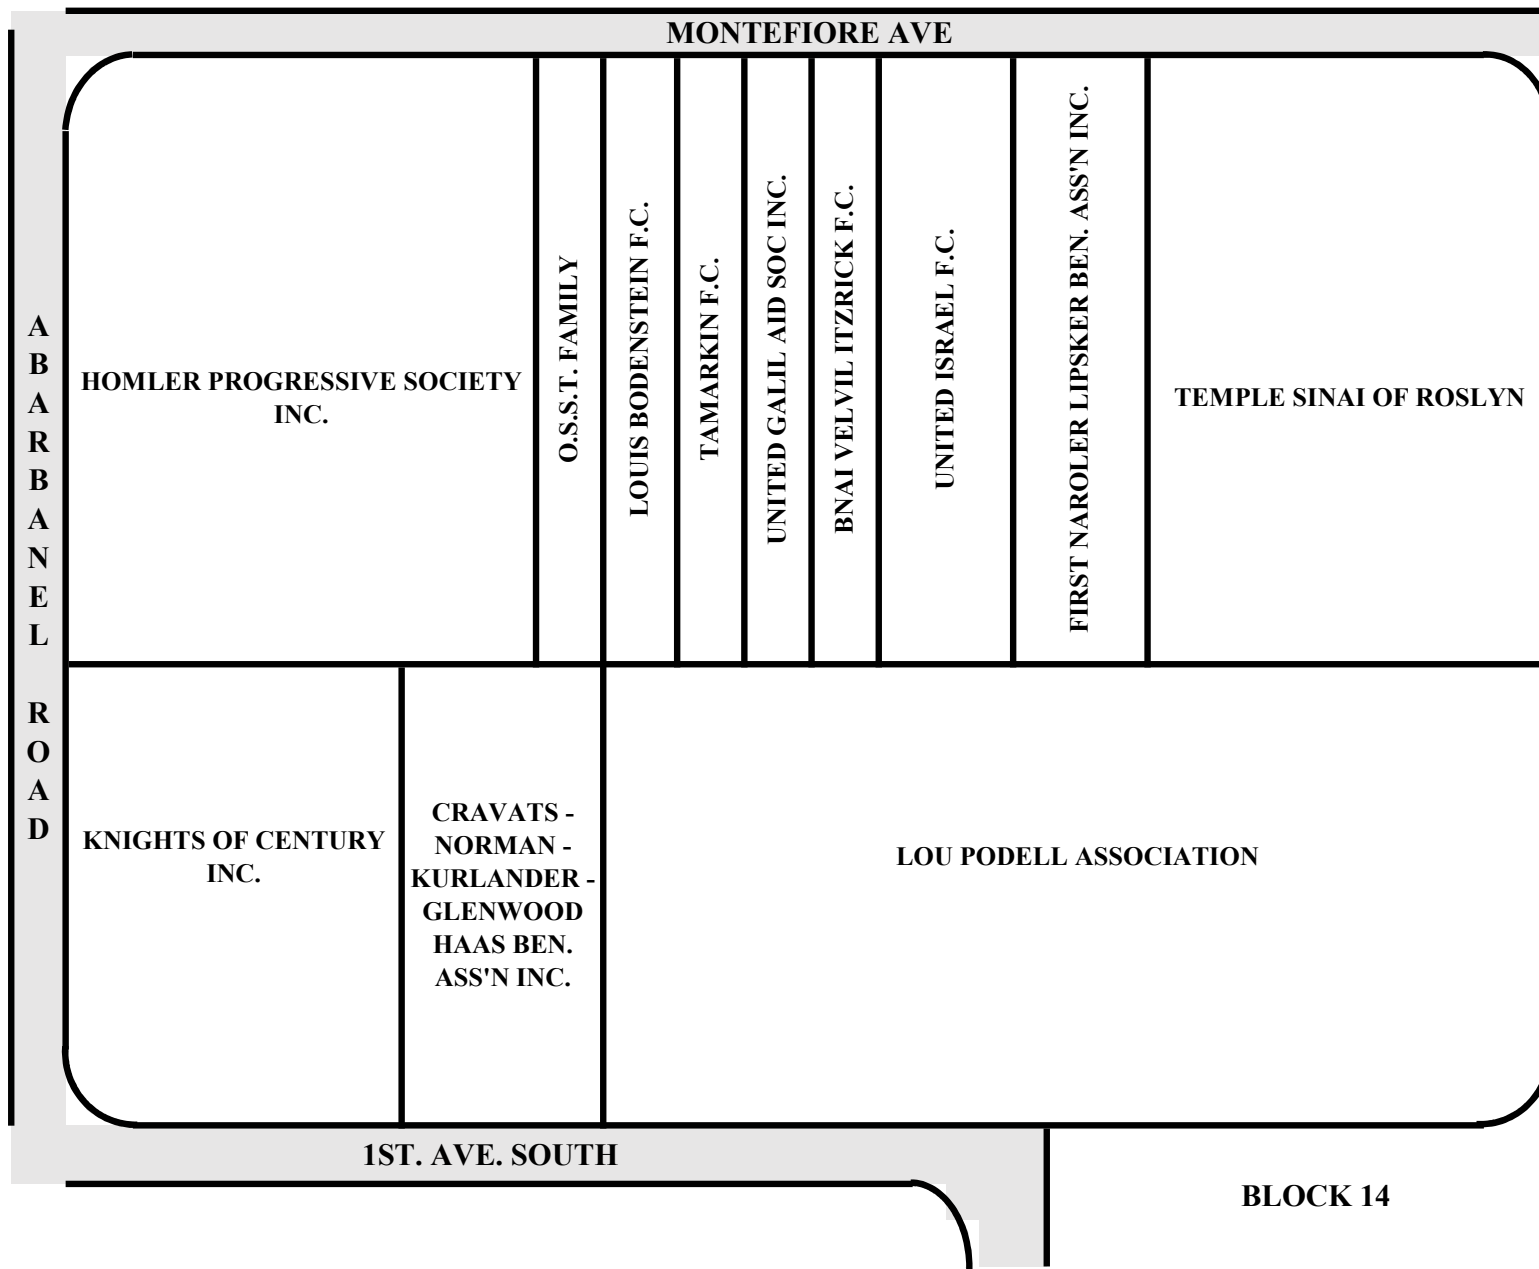 MONTEFIORE AVE
ABARBANEL ROAD
HOMLER PROGRESSIVE SOCIETY
INC.
O.S.S.T. FAMILY
LOUIS BODENSTEIN F.C.
TAMARKIN F.C.
UNITED GALIL AID SOC INC.
BNAI VELVIL ITZRICK F.C.
UNITED ISRAEL F.C.
FIRST NAROLER LIPSKER BEN. ASS'N INC.
TEMPLE SINAI OF ROSLYN
KNIGHTS OF CENTURY
INC.
CRAVATS -
NORMAN -
KURLANDER -
GLENWOOD
HAAS BEN.
ASS'N INC.
LOU PODELL ASSOCIATION
1ST. AVE. SOUTH
BLOCK 14